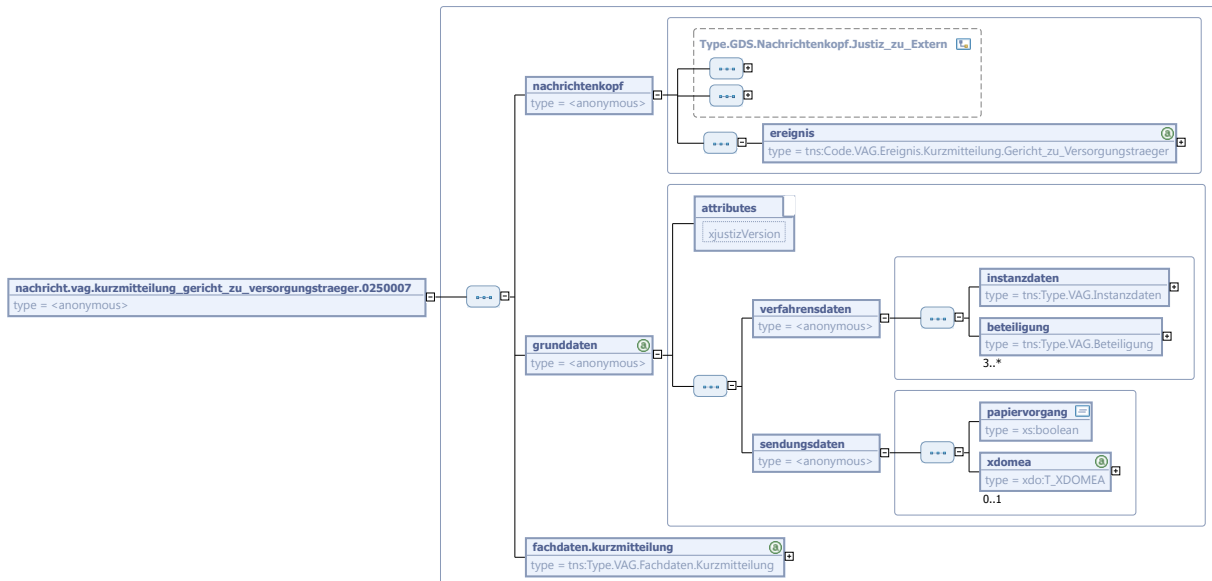 Type.GDS.Nachrichtenkopf.Justiz_zu_Extern
nachrichtenkopf
type = <anonymous>
ereignis
type = tns:Code.VAG.Ereignis.Kurzmitteilung.Gericht_zu_Versorgungstraeger
attributes
xjustizVersion
nachricht.vag.kurzmitteilung_gericht_zu_versorgungstraeger.0250007
type = <anonymous>
instanzdaten
type = tns:Type.VAG.Instanzdaten
verfahrensdaten
type = <anonymous>
beteiligung
type = tns:Type.VAG.Beteiligung
3..*
grunddaten
type = <anonymous>
papiervorgang
type = xs:boolean
sendungsdaten
type = <anonymous>
xdomea
type = xdo:T_XDOMEA
0..1
fachdaten.kurzmitteilung
type = tns:Type.VAG.Fachdaten.Kurzmitteilung